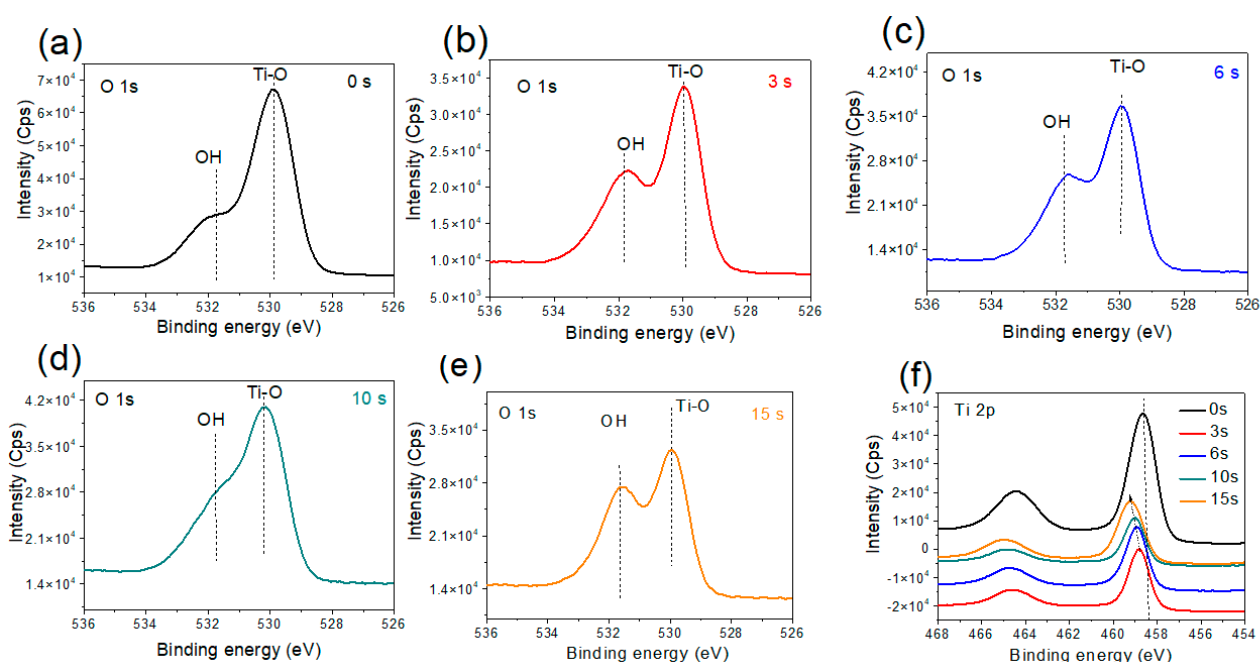 (a)
O 1s
Ti-O
0 s
OH
7×10⁴
6×10⁴
5×10⁴
4×10⁴
3×10⁴
2×10⁴
1×10⁴
Intensity (Cps)
536 534 532 530 528 526
Binding energy (eV)
(b)
O 1s
Ti-O
3 s
OH
3.5×10⁴
3.0×10⁴
2.5×10⁴
2.0×10⁴
1.5×10⁴
1.0×10⁴
5.0×10³
Intensity (Cps)
536 534 532 530 528 526
Binding energy (eV)
(c)
O 1s
Ti-O
6 s
OH
4.2×10⁴
3.5×10⁴
2.8×10⁴
2.1×10⁴
1.4×10⁴
Intensity (Cps)
536 534 532 530 528 526
Binding energy (eV)
(d)
O 1s
Ti-O
10 s
OH
4.2×10⁴
3.5×10⁴
2.8×10⁴
2.1×10⁴
1.4×10⁴
Intensity (Cps)
536 534 532 530 528 526
Binding energy (eV)
(e)
O 1s
Ti-O
15 s
OH
3.5×10⁴
2.8×10⁴
2.1×10⁴
1.4×10⁴
Intensity (Cps)
536 534 532 530 528 526
Binding energy (eV)
(f)
Ti 2p
0s
3s
6s
10s
15s
5×10⁴
4×10⁴
3×10⁴
2×10⁴
1×10⁴
0
-1×10⁴
-2×10⁴
Intensity (Cps)
468 466 464 462 460 458 456 454
Binding energy (eV)